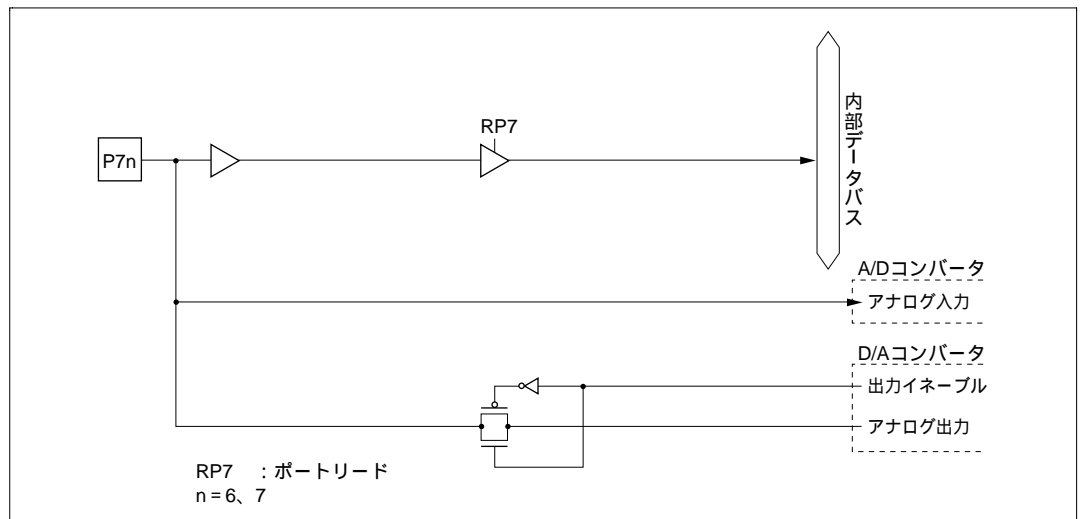 RP7
P7n
内部データバス
A/Dコンバータ
アナログ入力
D/Aコンバータ
出力イネーブル
アナログ出力
RP7 :ポートリード
n = 6、7